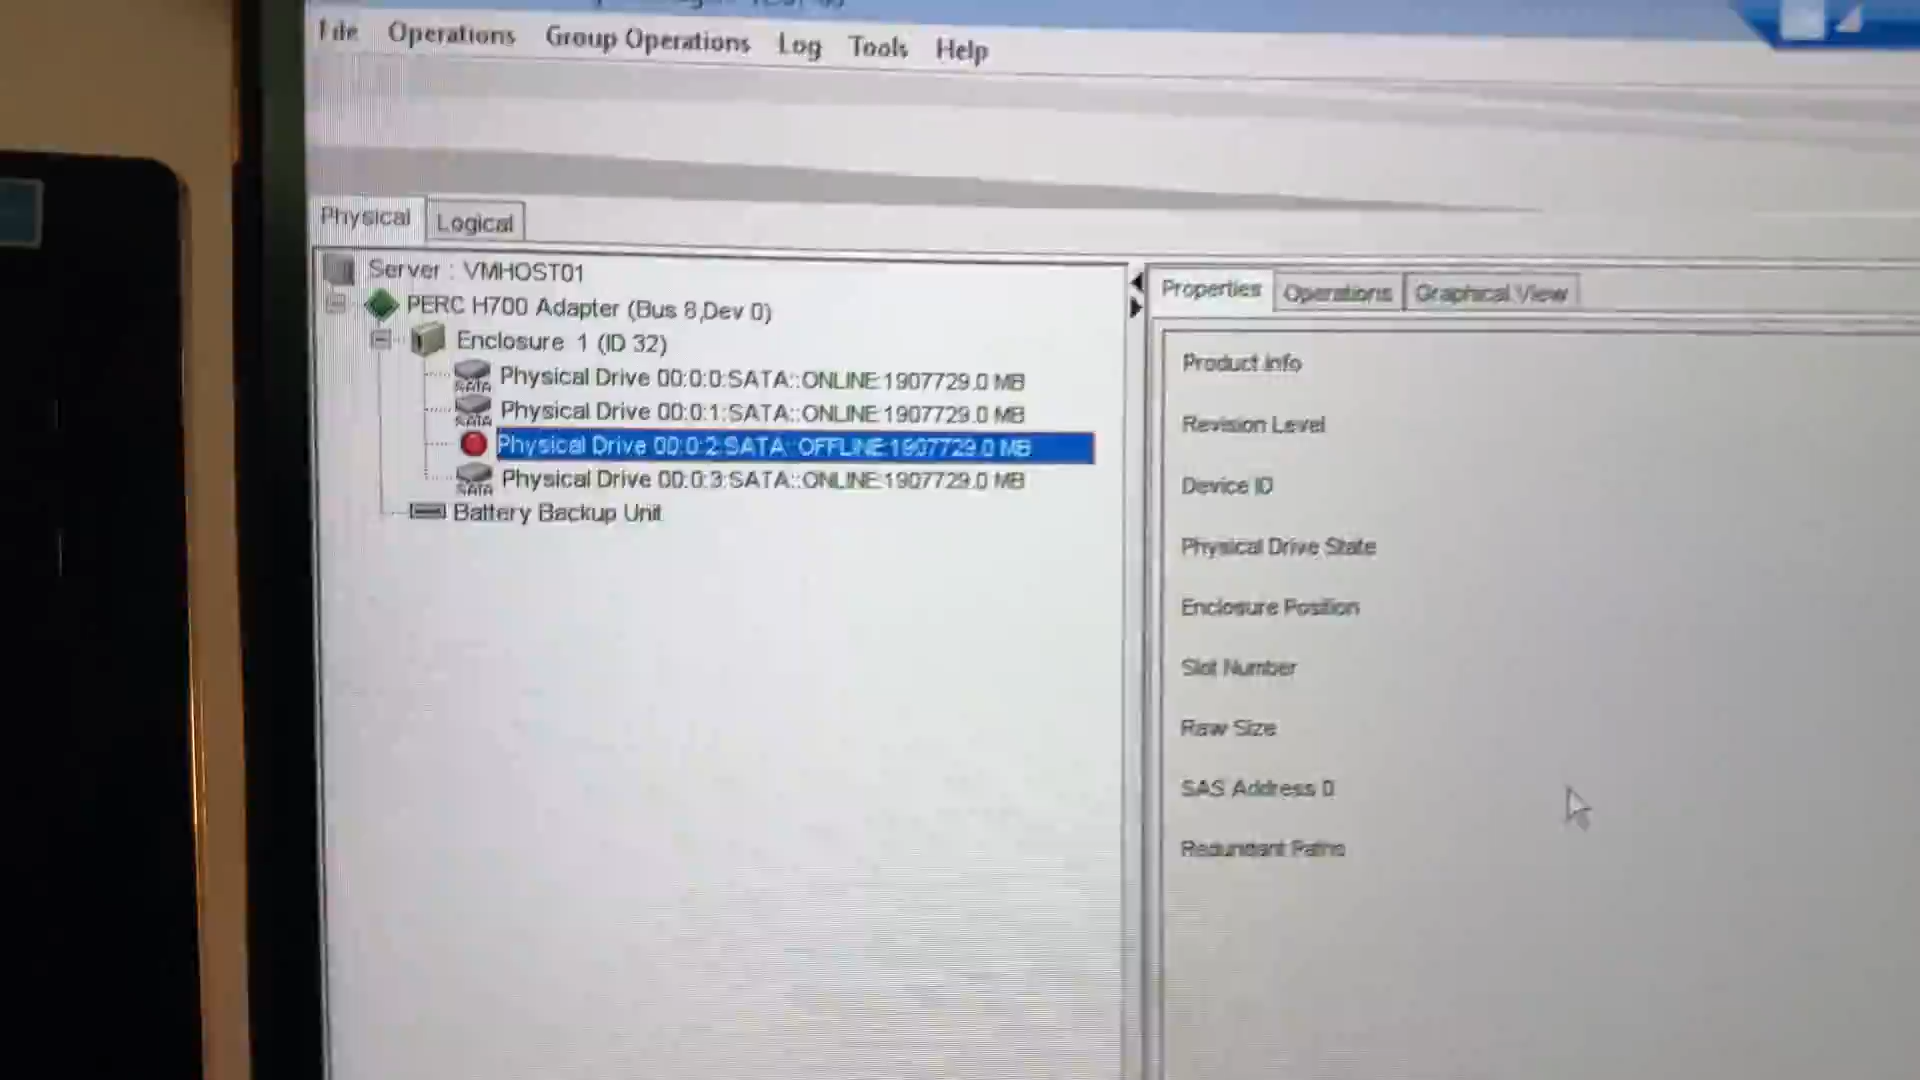 File Operations Group Operations Log Tools Help
Physical Logical
Server : VMHOST01
PERC H700 Adapter (Bus 8,Dev 0)
Enclosure 1 (ID 32)
Physical Drive 00:0:0:SATA::ONLINE:1907729.0 MB
Physical Drive 00:0:1:SATA::ONLINE:1907729.0 MB
Physical Drive 00:0:2:SATA::OFFLINE:1907729.0 MB
Physical Drive 00:0:3:SATA::ONLINE:1907729.0 MB
Battery Backup Unit
Properties Operations Graphical View
Product Info
Revision Level
Device ID
Physical Drive State
Enclosure Position
Slot Number
Raw Size
SAS Address 0
Redundant Paths